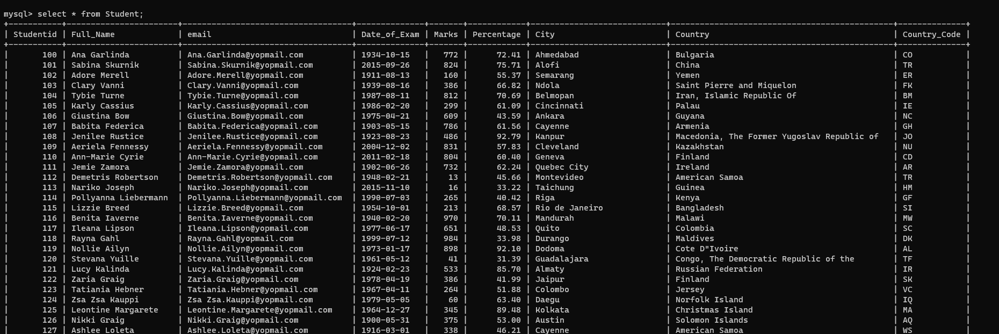 mysql> select * from Student;
+-----------+-----------------------+-----------------------------------+--------------+-------+------------+----------------------------+----------------------------------------------+--------------+
| Studentid | Full_Name             | email                             | Date_of_Exam | Marks | Percentage | City                       | Country                                      | Country_Code |
+-----------+-----------------------+-----------------------------------+--------------+-------+------------+----------------------------+----------------------------------------------+--------------+
|       100 | Ana Garlinda          | Ana.Garlinda@yopmail.com          | 1934-10-15   |   772 |      72.41 | Ahmedabad                  | Bulgaria                                     | CO           |
|       101 | Sabina Skurnik        | Sabina.Skurnik@yopmail.com        | 2015-09-26   |   824 |      75.71 | Alofi                      | China                                        | TR           |
|       102 | Adore Merell          | Adore.Merell@yopmail.com          | 1911-08-13   |   160 |      55.37 | Semarang                   | Yemen                                        | ER           |
|       103 | Clary Vanni           | Clary.Vanni@yopmail.com           | 1939-08-16   |   386 |      66.82 | Ndola                      | Saint Pierre and Miquelon                    | FK           |
|       104 | Tybie Turne           | Tybie.Turne@yopmail.com           | 1987-08-11   |   812 |      70.69 | Belmopan                   | Iran, Islamic Republic Of                    | BM           |
|       105 | Karly Cassius         | Karly.Cassius@yopmail.com         | 1986-02-20   |   299 |      61.09 | Cincinnati                 | Palau                                        | IE           |
|       106 | Giustina Bow          | Giustina.Bow@yopmail.com          | 1975-04-21   |   609 |      43.59 | Ankara                     | Guyana                                       | NC           |
|       107 | Babita Federica       | Babita.Federica@yopmail.com       | 1903-05-15   |   786 |      61.56 | Cayenne                    | Armenia                                      | GH           |
|       108 | Jenilee Rustice       | Jenilee.Rustice@yopmail.com       | 1923-08-23   |   486 |      92.79 | Kanpur                     | Macedonia, The Former Yugoslav Republic of   | JO           |
|       109 | Aeriela Fennessy      | Aeriela.Fennessy@yopmail.com      | 2004-12-02   |   831 |      57.83 | Cleveland                  | Kazakhstan                                   | NU           |
|       110 | Ann-Marie Cyrie       | Ann-Marie.Cyrie@yopmail.com       | 2011-02-18   |   804 |      60.40 | Geneva                     | Finland                                      | CD           |
|       111 | Jemie Zamora          | Jemie.Zamora@yopmail.com          | 1902-06-26   |   732 |      62.24 | Quebec City                | Ireland                                      | AR           |
|       112 | Demetris Robertson    | Demetris.Robertson@yopmail.com    | 1948-02-21   |    13 |      45.66 | Montevideo                 | American Samoa                               | TR           |
|       113 | Nariko Joseph         | Nariko.Joseph@yopmail.com         | 2015-11-10   |    16 |      33.22 | Taichung                   | Guinea                                       | HM           |
|       114 | Pollyanna Liebermann  | Pollyanna.Liebermann@yopmail.com  | 1990-07-03   |   265 |      40.42 | Riga                       | Kenya                                        | GF           |
|       115 | Lizzie Breed          | Lizzie.Breed@yopmail.com          | 1954-10-01   |   213 |      68.57 | Rio de Janeiro             | Bangladesh                                   | SI           |
|       116 | Benita Iaverne        | Benita.Iaverne@yopmail.com        | 1940-02-20   |   970 |      70.11 | Mandurah                   | Malawi                                       | MW           |
|       117 | Ileana Lipson         | Ileana.Lipson@yopmail.com         | 1977-06-17   |   651 |      48.53 | Quito                      | Colombia                                     | SC           |
|       118 | Rayna Gahl            | Rayna.Gahl@yopmail.com            | 1999-07-12   |   984 |      33.98 | Durango                    | Maldives                                     | DK           |
|       119 | Nollie Ailyn          | Nollie.Ailyn@yopmail.com          | 1973-01-17   |   898 |      92.10 | Dodoma                     | Cote D"Ivoire                                | AL           |
|       120 | Stevana Yuille        | Stevana.Yuille@yopmail.com        | 1961-05-12   |    41 |      31.39 | Guadalajara                | Congo, The Democratic Republic of the        | TF           |
|       121 | Lucy Kalinda          | Lucy.Kalinda@yopmail.com          | 1924-02-23   |   533 |      85.70 | Almaty                     | Russian Federation                           | IR           |
|       122 | Zaria Graig           | Zaria.Graig@yopmail.com           | 1978-04-19   |   386 |      41.99 | Jaipur                     | Finland                                      | SK           |
|       123 | Tatiania Hebner       | Tatiania.Hebner@yopmail.com       | 1967-04-11   |   264 |      51.88 | Colombo                    | Jersey                                       | VC           |
|       124 | Zsa Zsa Kauppi        | Zsa Zsa.Kauppi@yopmail.com        | 1979-05-05   |    60 |      63.40 | Daegu                      | Norfolk Island                               | IQ           |
|       125 | Leontine Margarete    | Leontine.Margarete@yopmail.com    | 1964-12-27   |   345 |      89.48 | Kolkata                    | Christmas Island                             | MA           |
|       126 | Nikki Graig           | Nikki.Graig@yopmail.com           | 1900-05-31   |   375 |      53.00 | Austin                     | Solomon Islands                              | AQ           |
|       127 | Ashlee Loleta         | Ashlee.Loleta@yopmail.com         | 1916-03-01   |   338 |      46.21 | Cayenne                    | American Samoa                               | WS           |